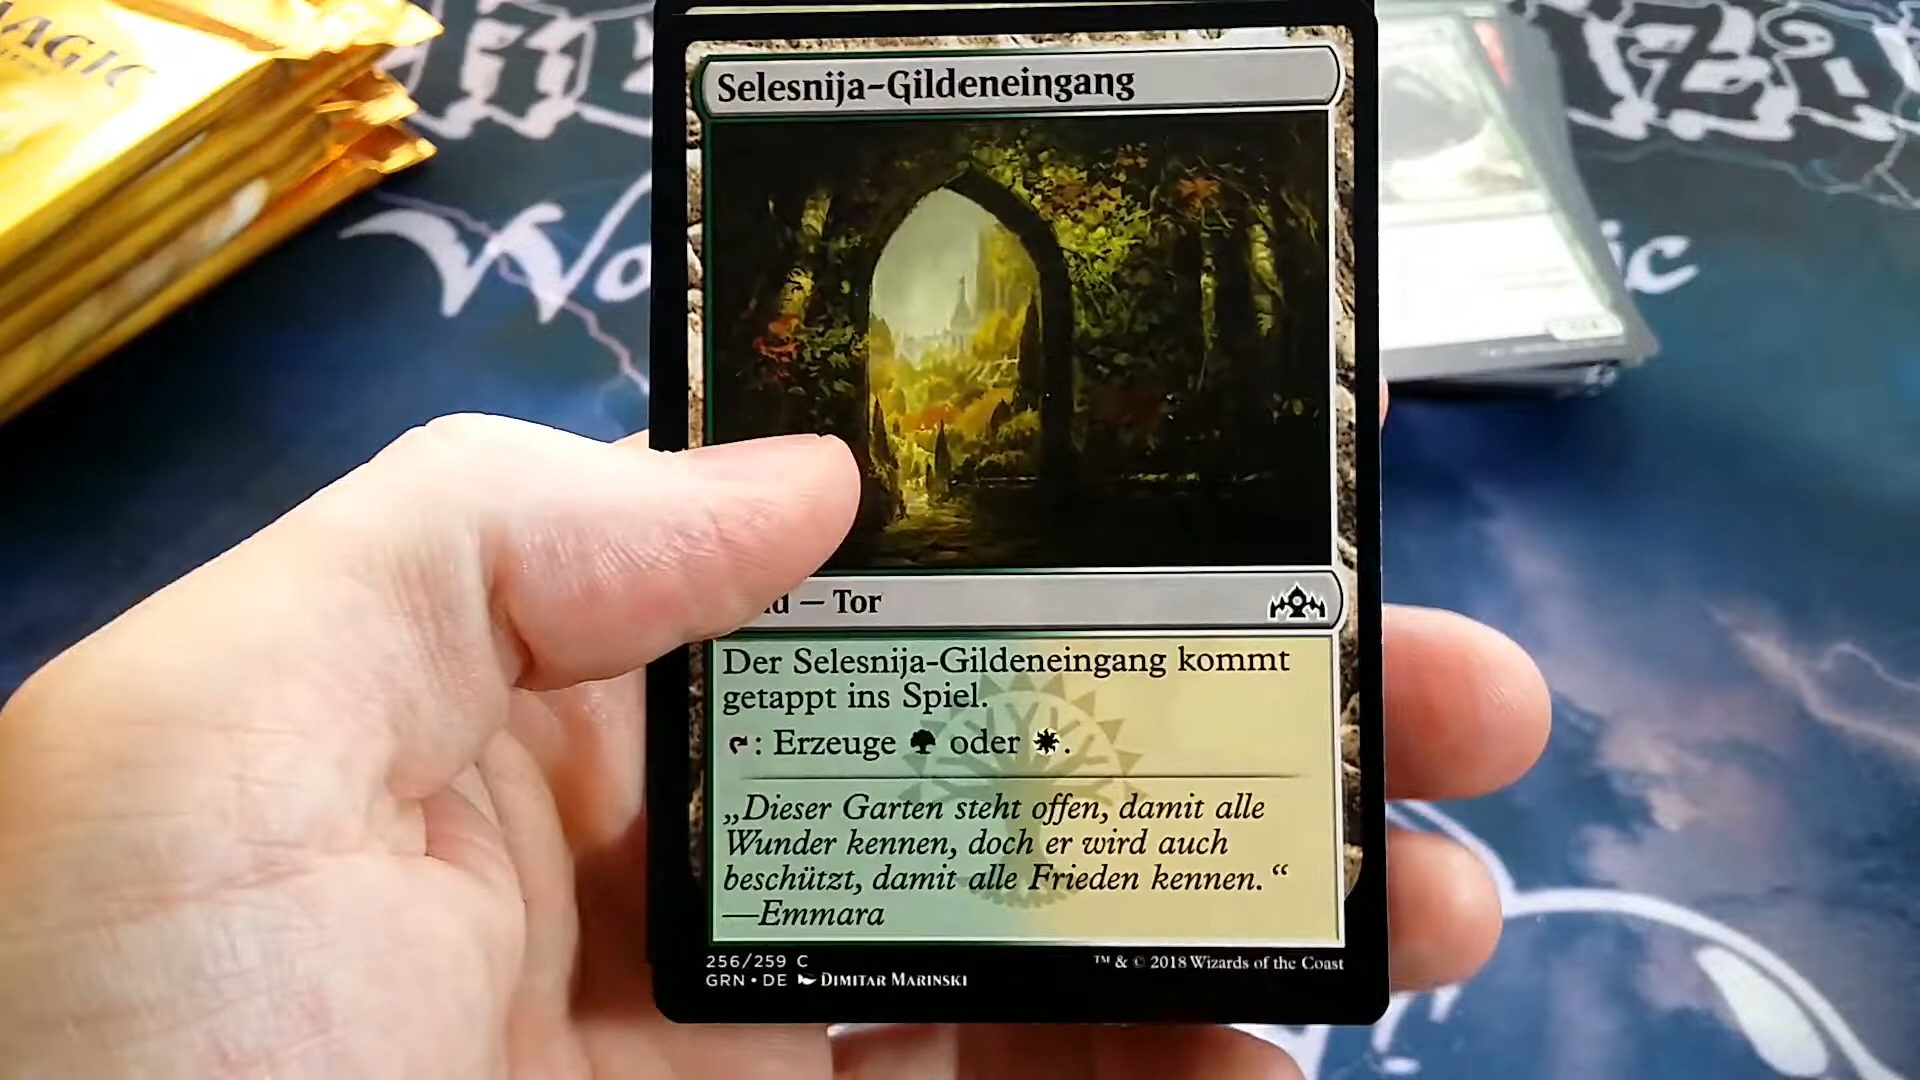 MAGIC
Selesnija-Gildeneingang
— Tor
Der Selesnija-Gildeneingang kommt
getappt ins Spiel.
: Erzeuge oder .
„Dieser Garten steht offen, damit alle
Wunder kennen, doch er wird auch
beschützt, damit alle Frieden kennen.“
—Emmara
256/259 C
GRN • DE DIMITAR MARINSKI
™ & © 2018 Wizards of the Coast